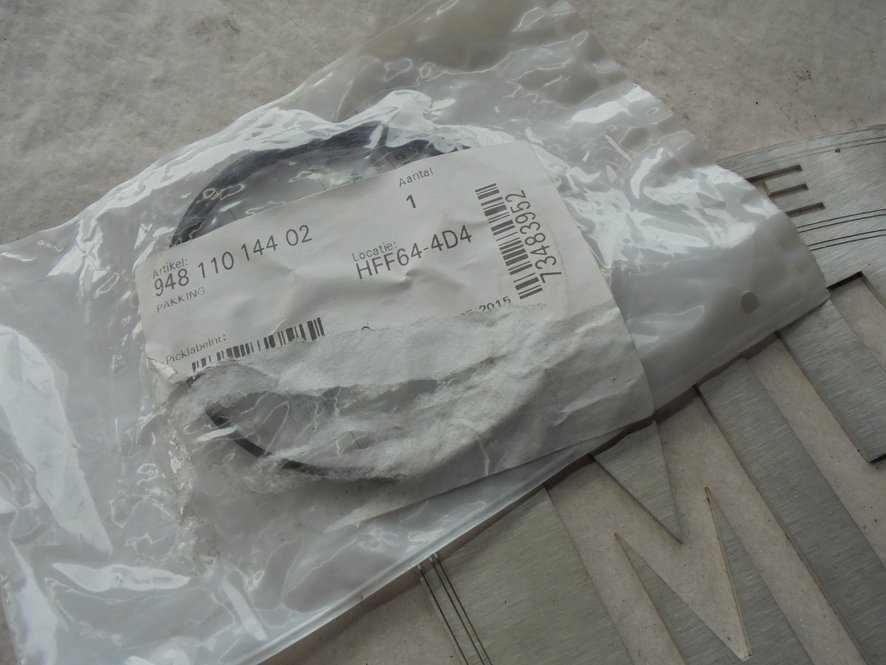 Artikel:
948 110 144 02
PAKKING
Aantal
1
Locatie:
HFF64-4D4
73483952
2015
Picklabelnr:
E
M